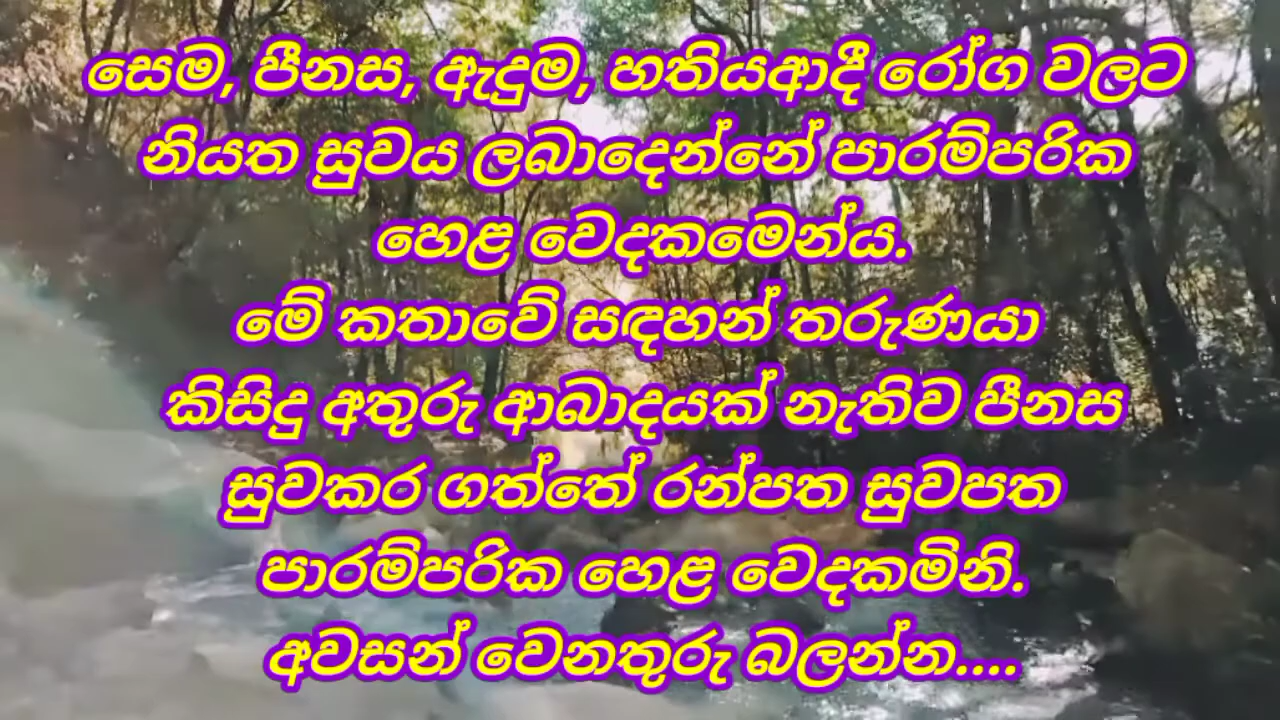 සෙම, පීනස, ඇදුම, හතියආදී රෝග වලට
නියත සුවය ලබාදෙන්නේ පාරම්පරික
හෙළ වෙදකමෙන්ය.
මේ කතාවේ සඳහන් තරුණයා
කිසිදු අතුරු ආබාදයක් නැතිව පීනස
සුවකර ගත්තේ රන්පත සුවපත
පාරම්පරික හෙළ වෙදකමිනි.
අවසන් වෙනතුරු බලන්න....